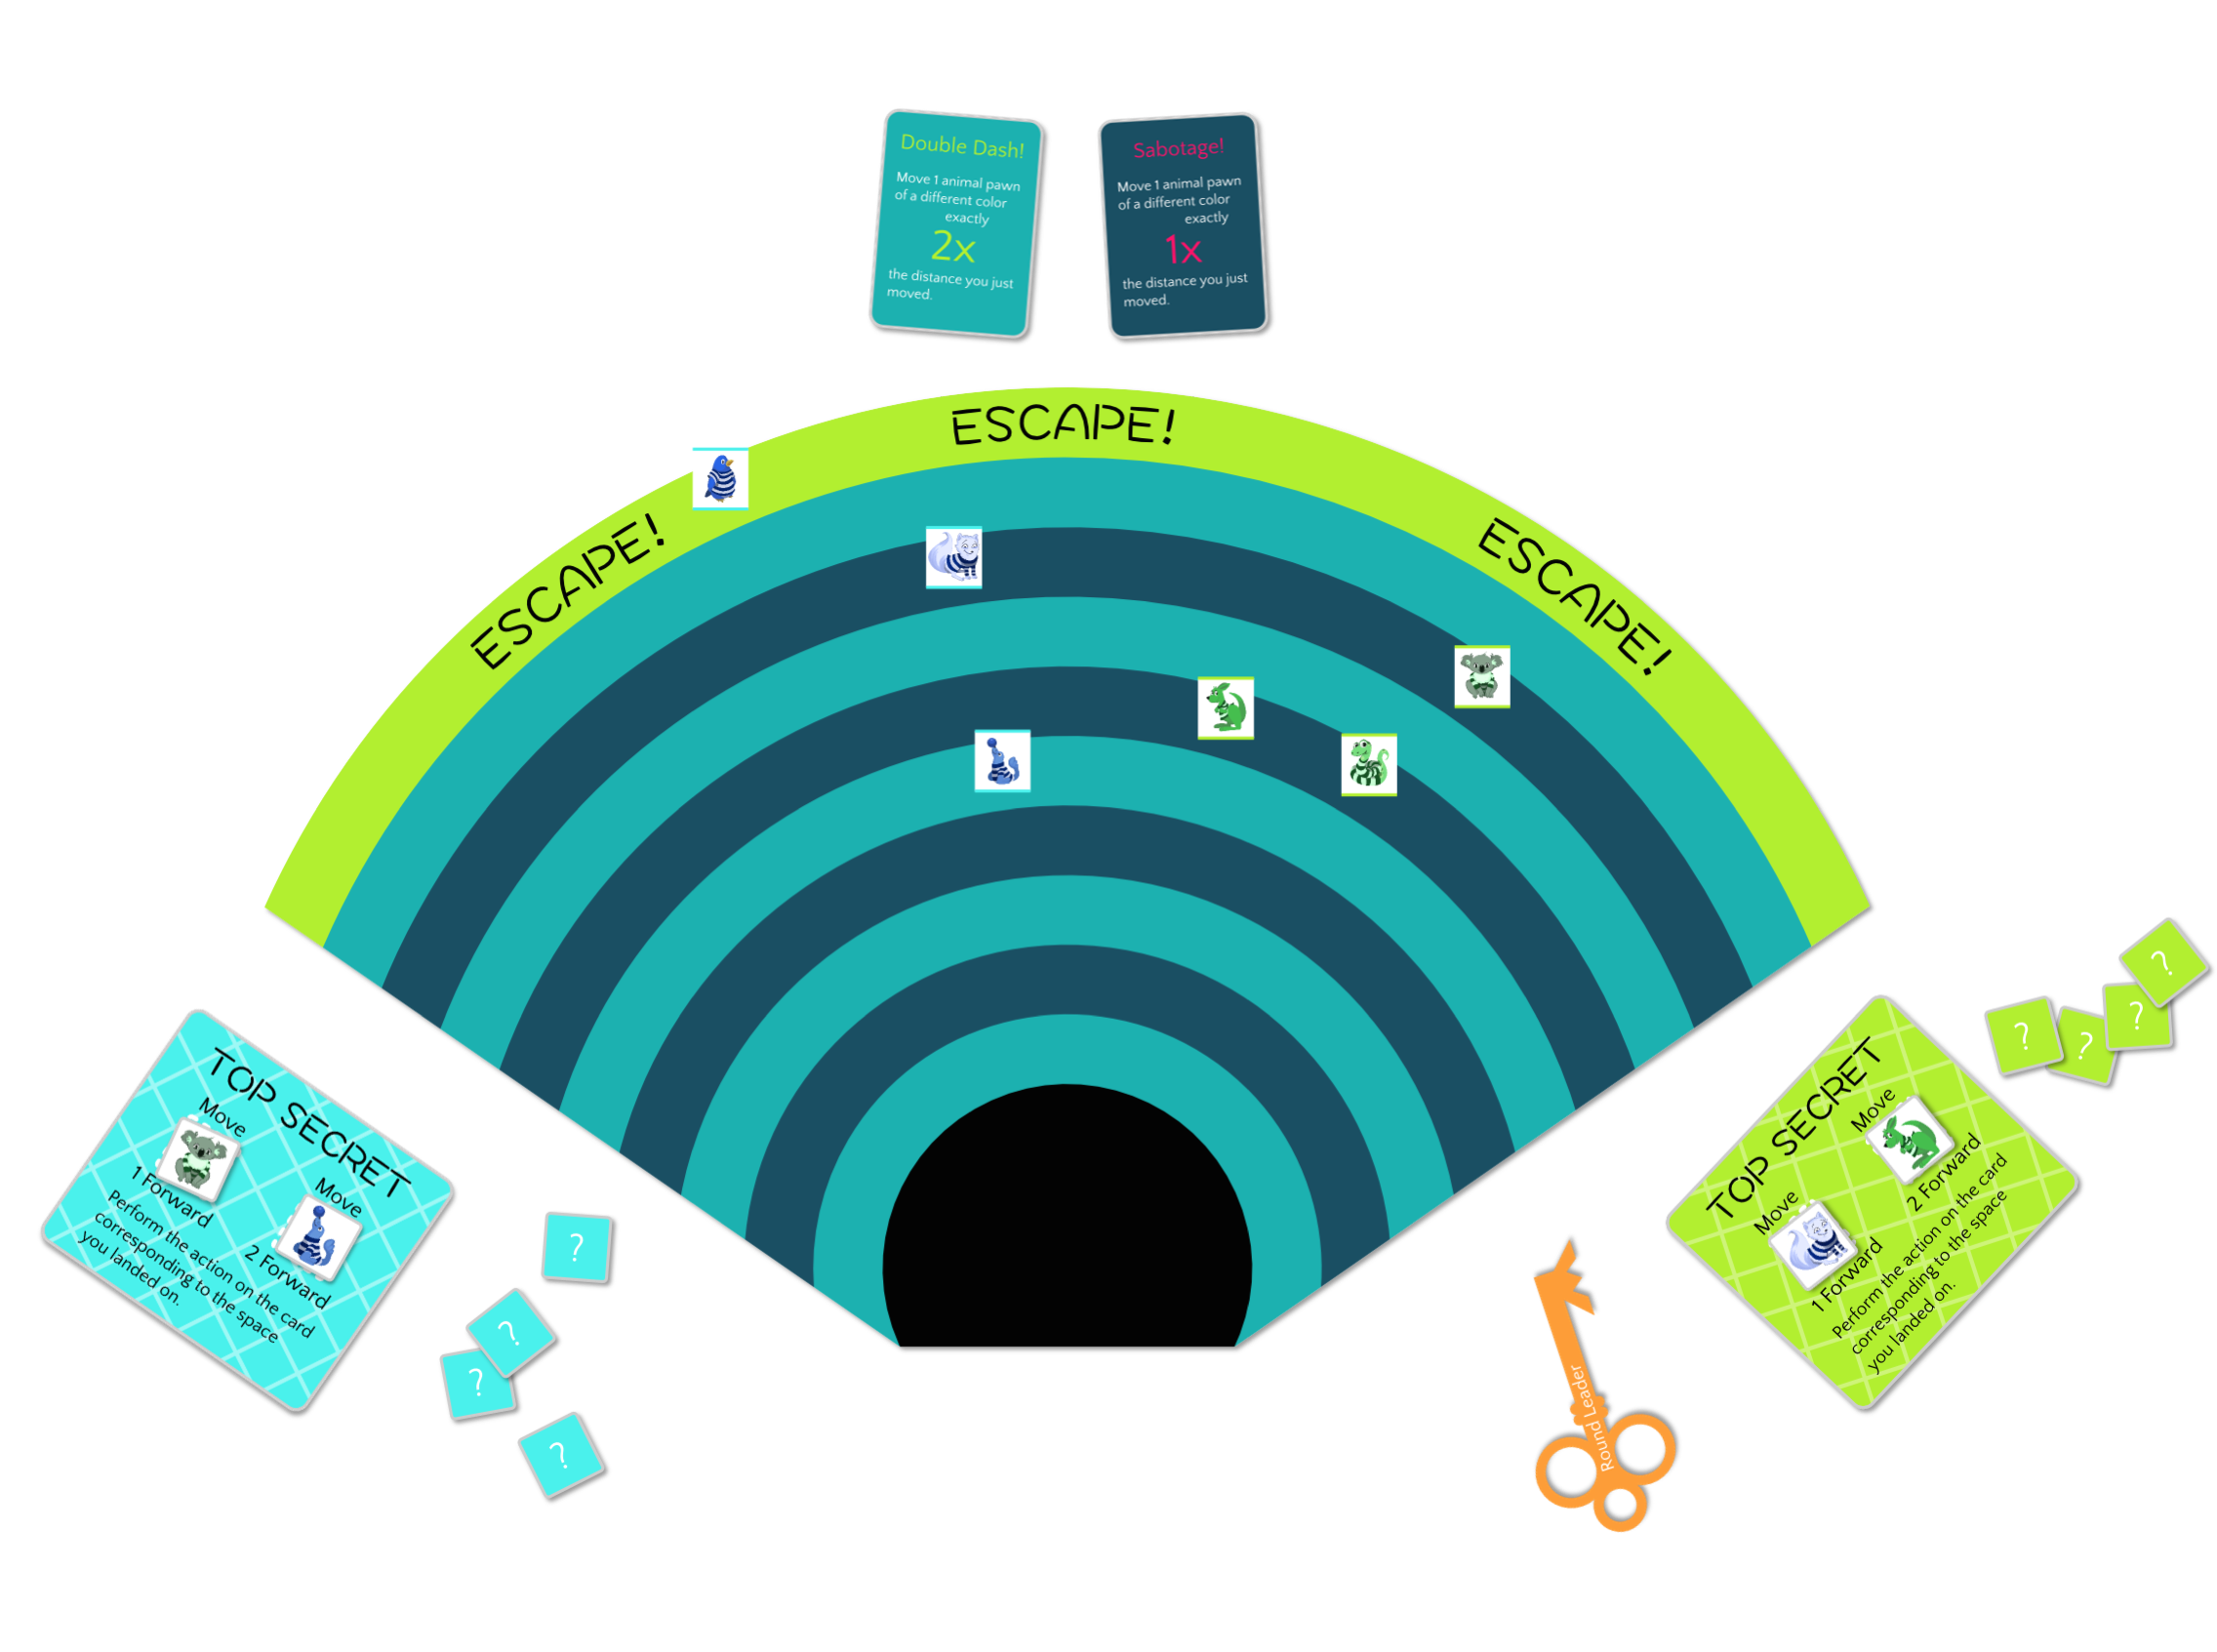 Double Dash!
Move 1 animal pawn
of a different color
exactly
2x
the distance you just
moved.
Sabotage!
Move 1 animal pawn
of a different color
exactly
1x
the distance you just
moved.
ESCAPE!
ESCAPE!
ESCAPE!
TOP SECRET
Move
1 Forward
Move
2 Forward
Perform the action on the card
corresponding to the space
you landed on.
?
?
?
?
TOP SECRET
Move
1 Forward
Move
2 Forward
Perform the action on the card
corresponding to the space
you landed on.
?
?
?
?
Round Leader